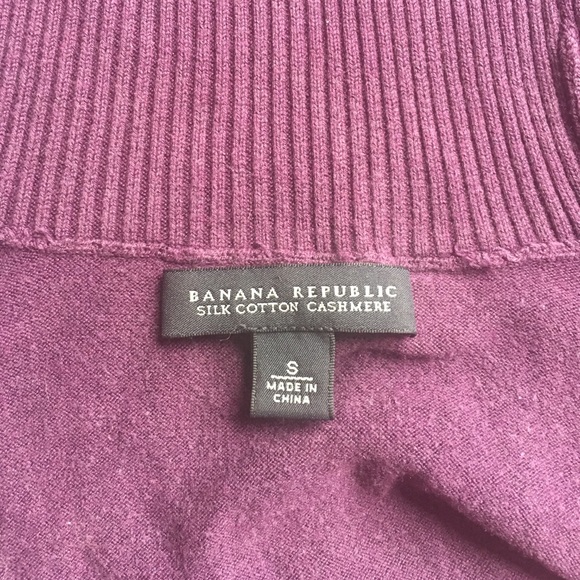 BANANA REPUBLIC
SILK COTTON CASHMERE
S
MADE IN
CHINA